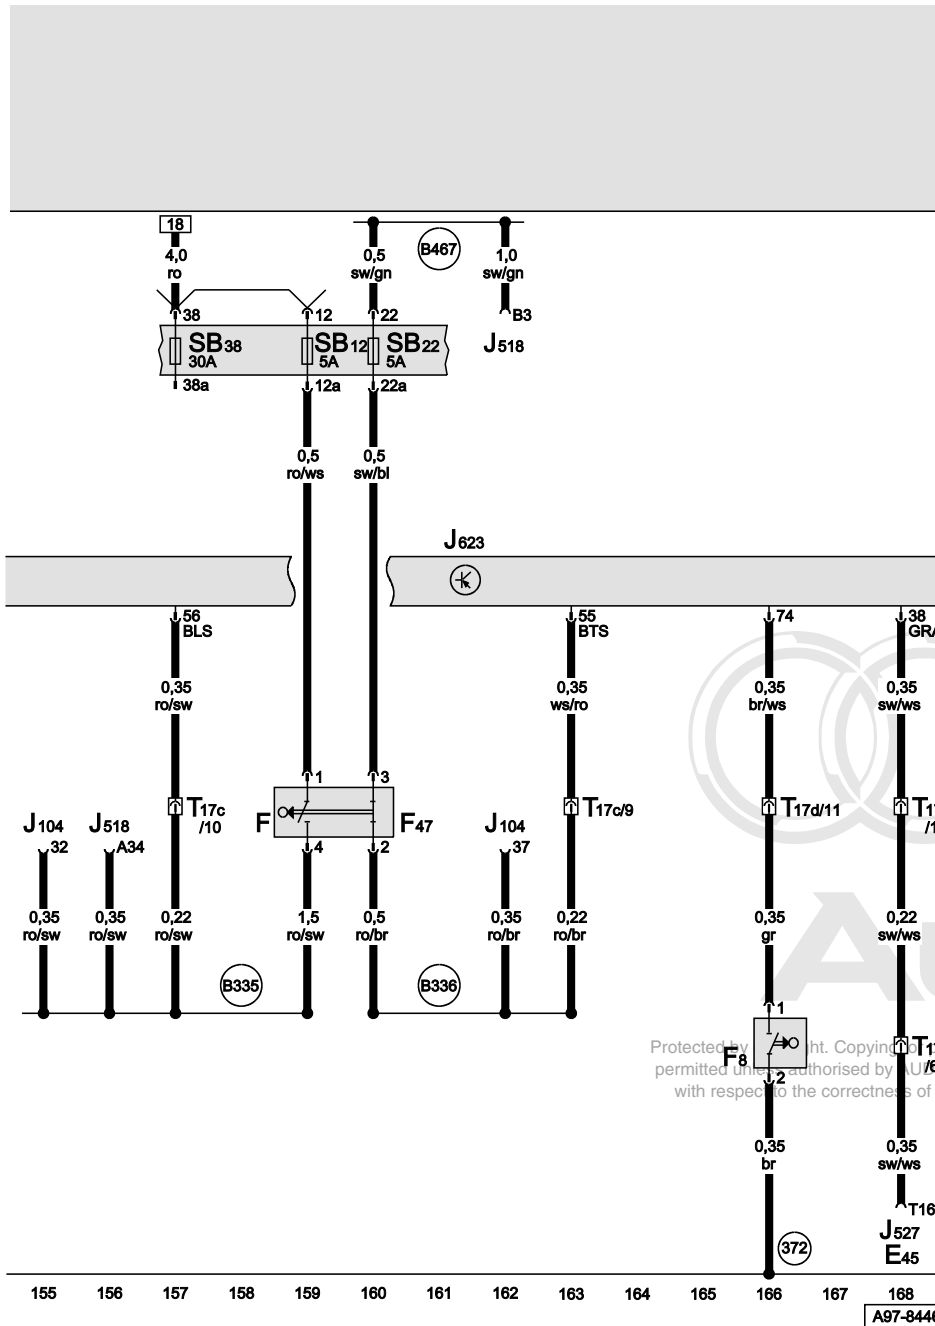 18
4,0
ro
0,5
sw/gn
B467
1,0
sw/gn
38
12
22
B3
J518
SB38
30A
SB12
5A
SB22
5A
38a
12a
22a
0,5
ro/ws
0,5
sw/bl
J623
56
BLS
55
BTS
74
38
0,35
ro/sw
0,35
ws/ro
0,35
br/ws
0,35
sw/ws
1
3
T17c
/10
T17c/9
T17d/11
F
F47
J104
32
J518
A34
4
2
J104
37
0,35
ro/sw
0,35
ro/sw
0,22
ro/sw
1,5
ro/sw
0,5
ro/br
0,35
ro/br
0,22
ro/br
0,35
gr
0,22
sw/ws
B335
B336
1
F8
2
Protected by
Copying
permitted unless authorised by AUD
with respect to the correctness of
0,35
br
0,35
sw/ws
T16
J527
E45
372
155 156 157 158 159 160 161 162 163 164 165 166 167 168